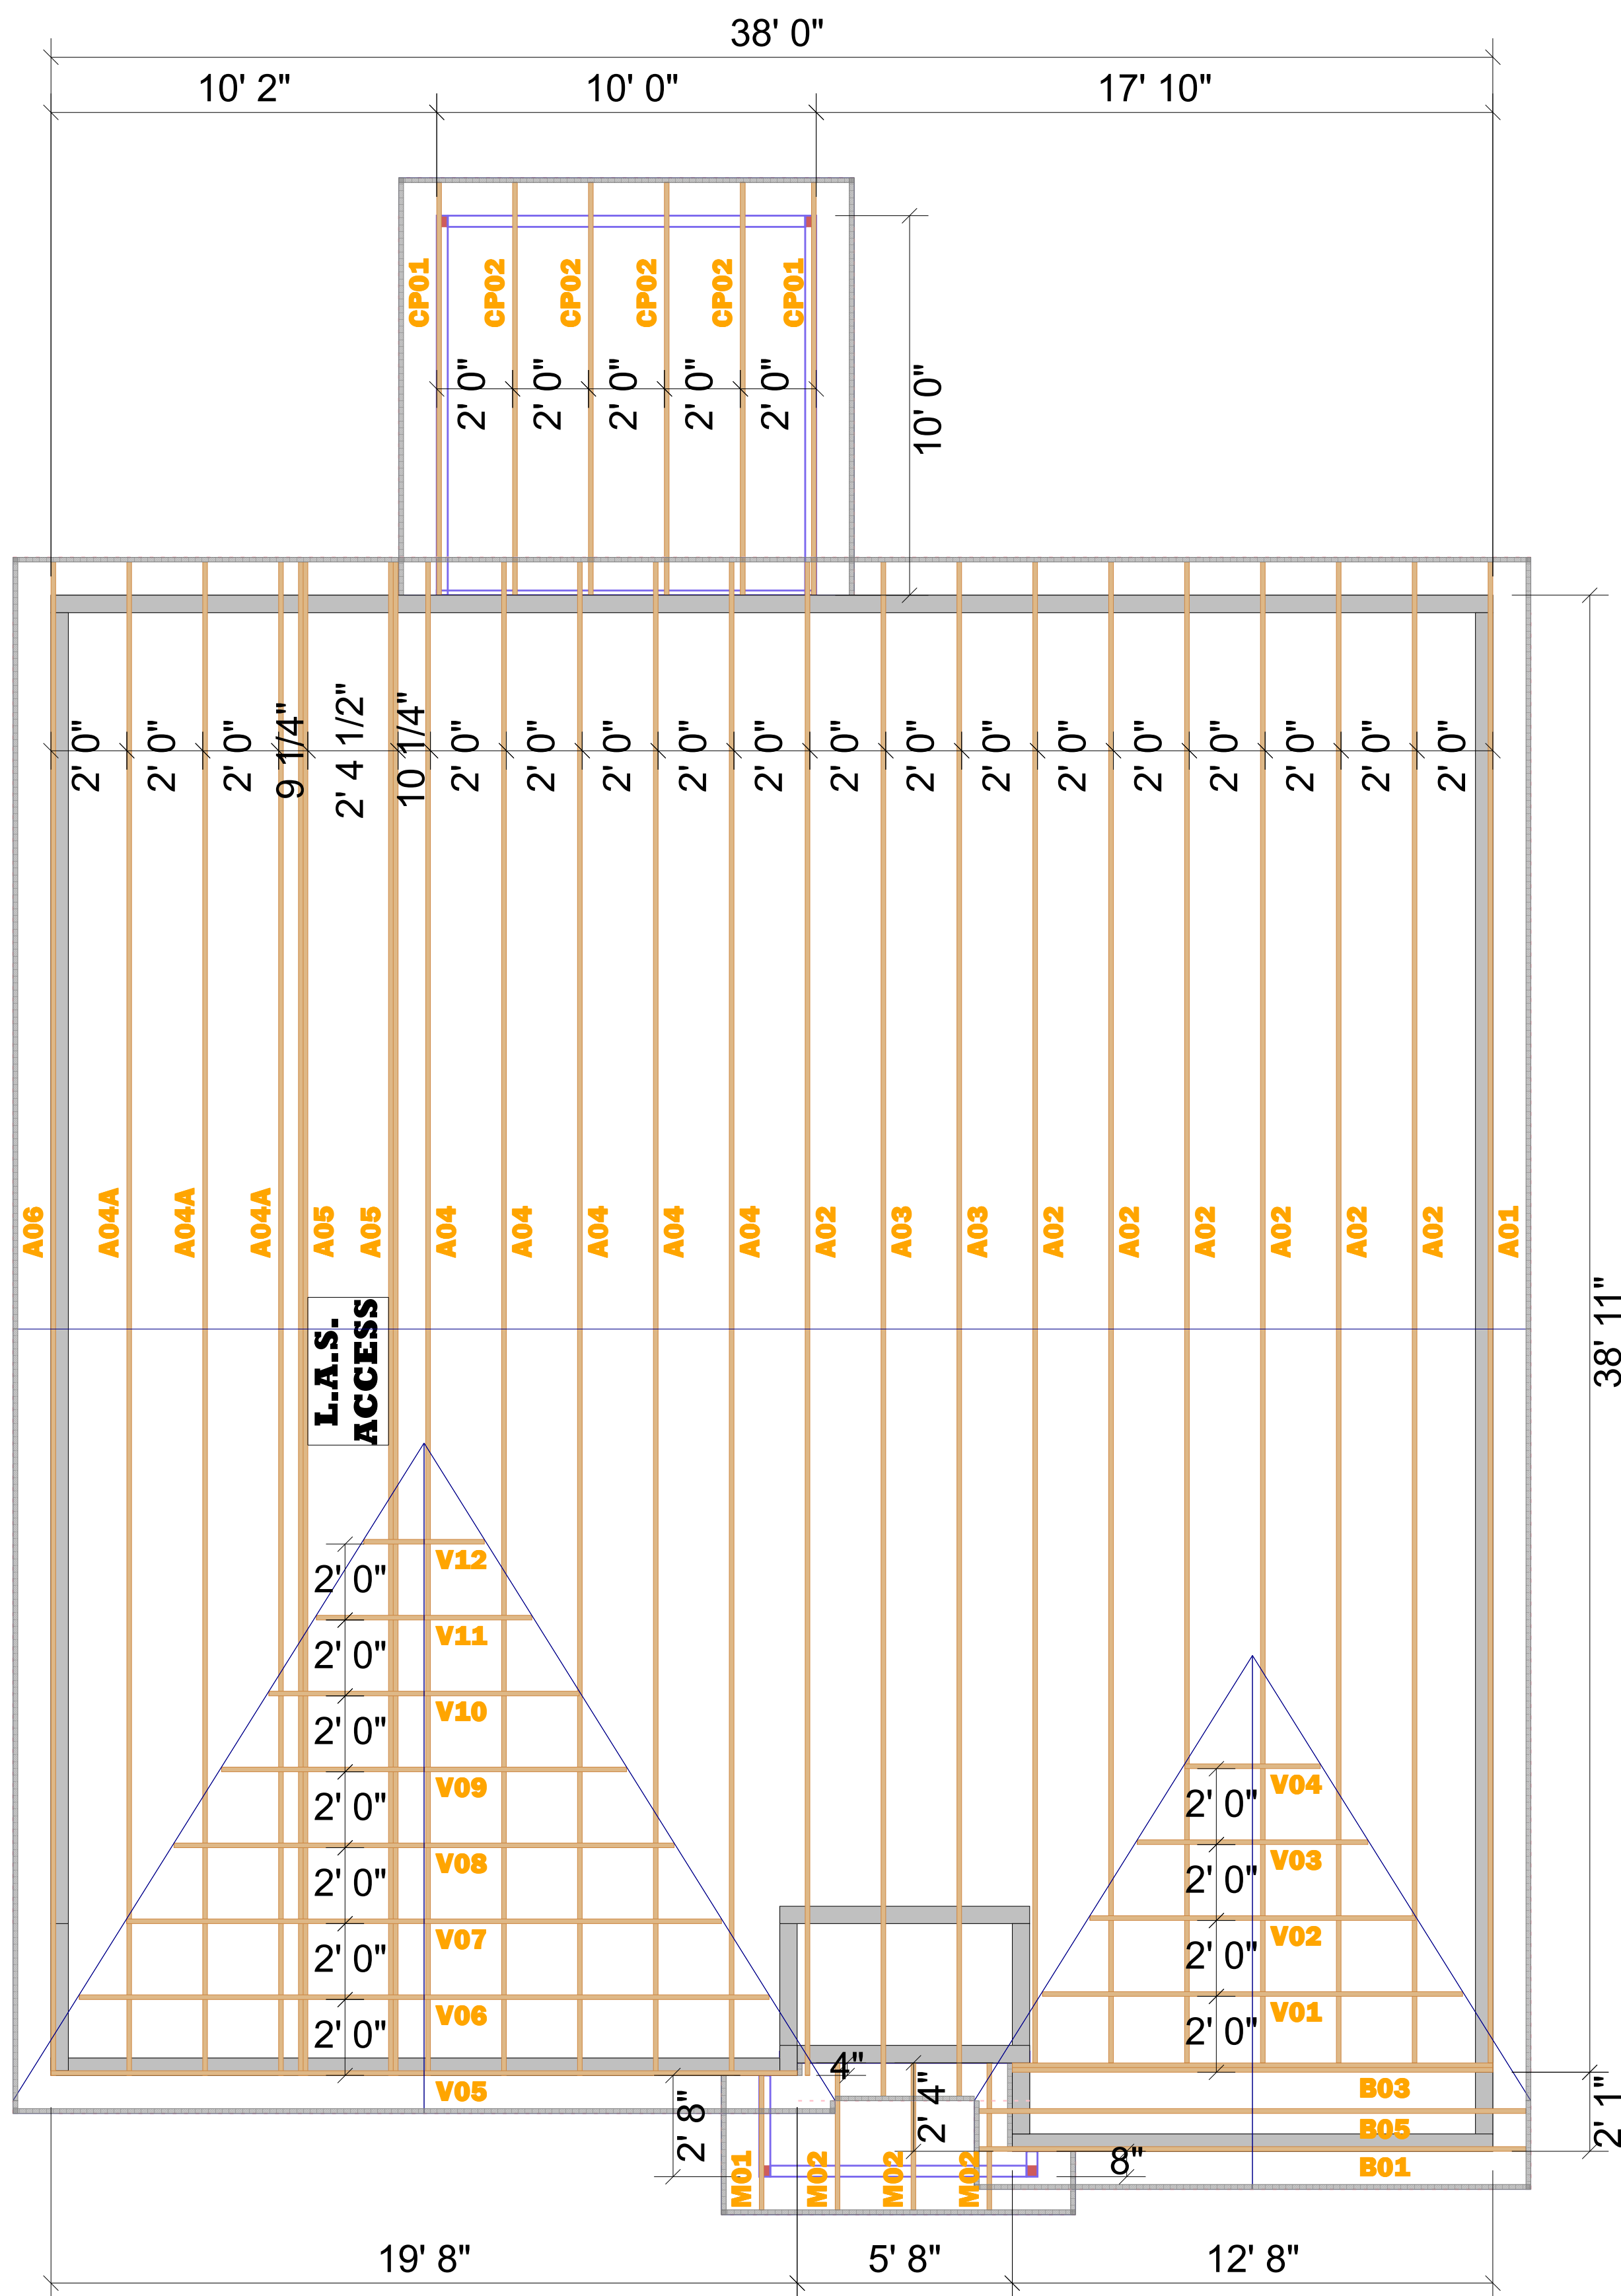 38' 0"
10' 2" 10' 0" 17' 10"
CP01 CP02 CP02 CP02 CP02 CP01
2' 0" 2' 0" 2' 0" 2' 0" 2' 0"
10' 0"
2' 0" 2' 0" 2' 0" 9 1/4" 2' 4 1/2" 10 1/4" 2' 0" 2' 0" 2' 0" 2' 0" 2' 0" 2' 0" 2' 0" 2' 0" 2' 0" 2' 0" 2' 0" 2' 0" 2' 0" 2' 0"
A06 A04A A04A A04A A05 A05 A04 A04 A04 A04 A04 A02 A03 A03 A02 A02 A02 A02 A02 A02 A01
38' 11"
L.A.S.
ACCESS
V12
2' 0"
V11
2' 0"
V10
2' 0"
V09
2' 0"
V08
2' 0"
V07
2' 0"
V06
2' 0"
V05
V04
2' 0"
V03
2' 0"
V02
2' 0"
V01
2' 0"
4"
2' 8"
2' 4"
B03
B05
B01
2' 1"
8"
M01 M02 M02 M02
19' 8" 5' 8" 12' 8"